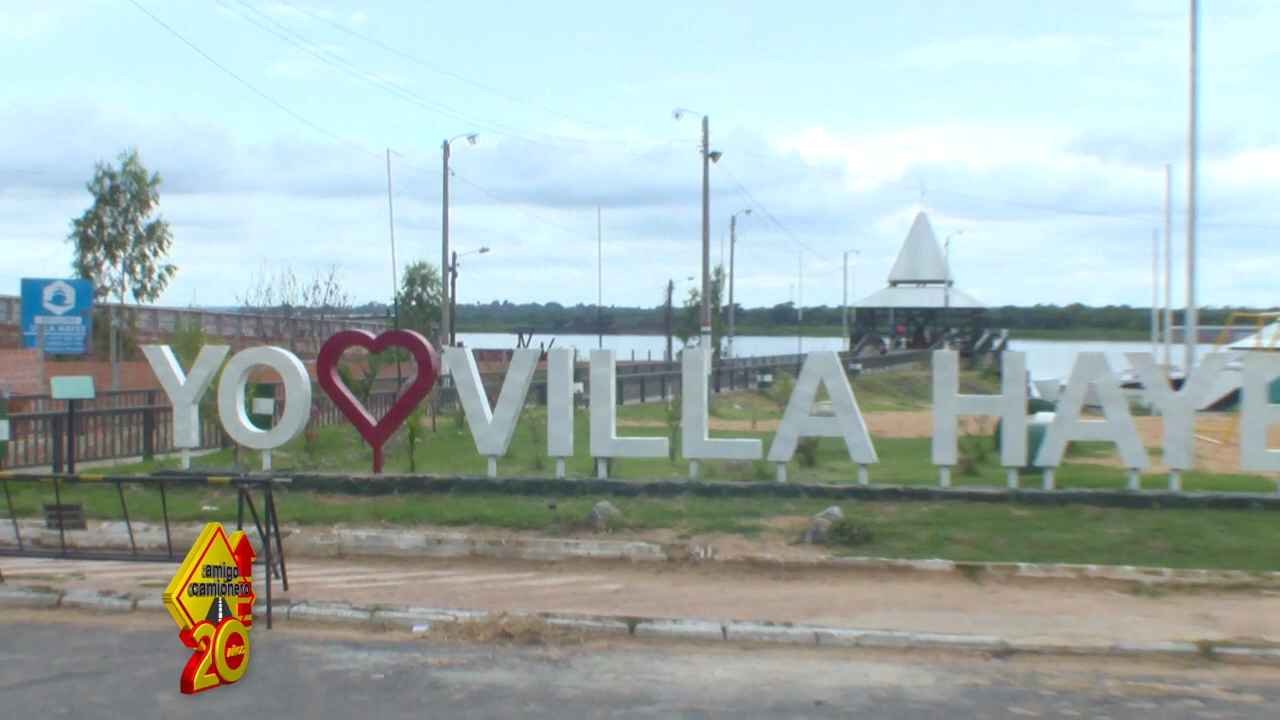 VILLA HAYES
YO VILLA HAYE
amigo
camionero
20
AÑOS